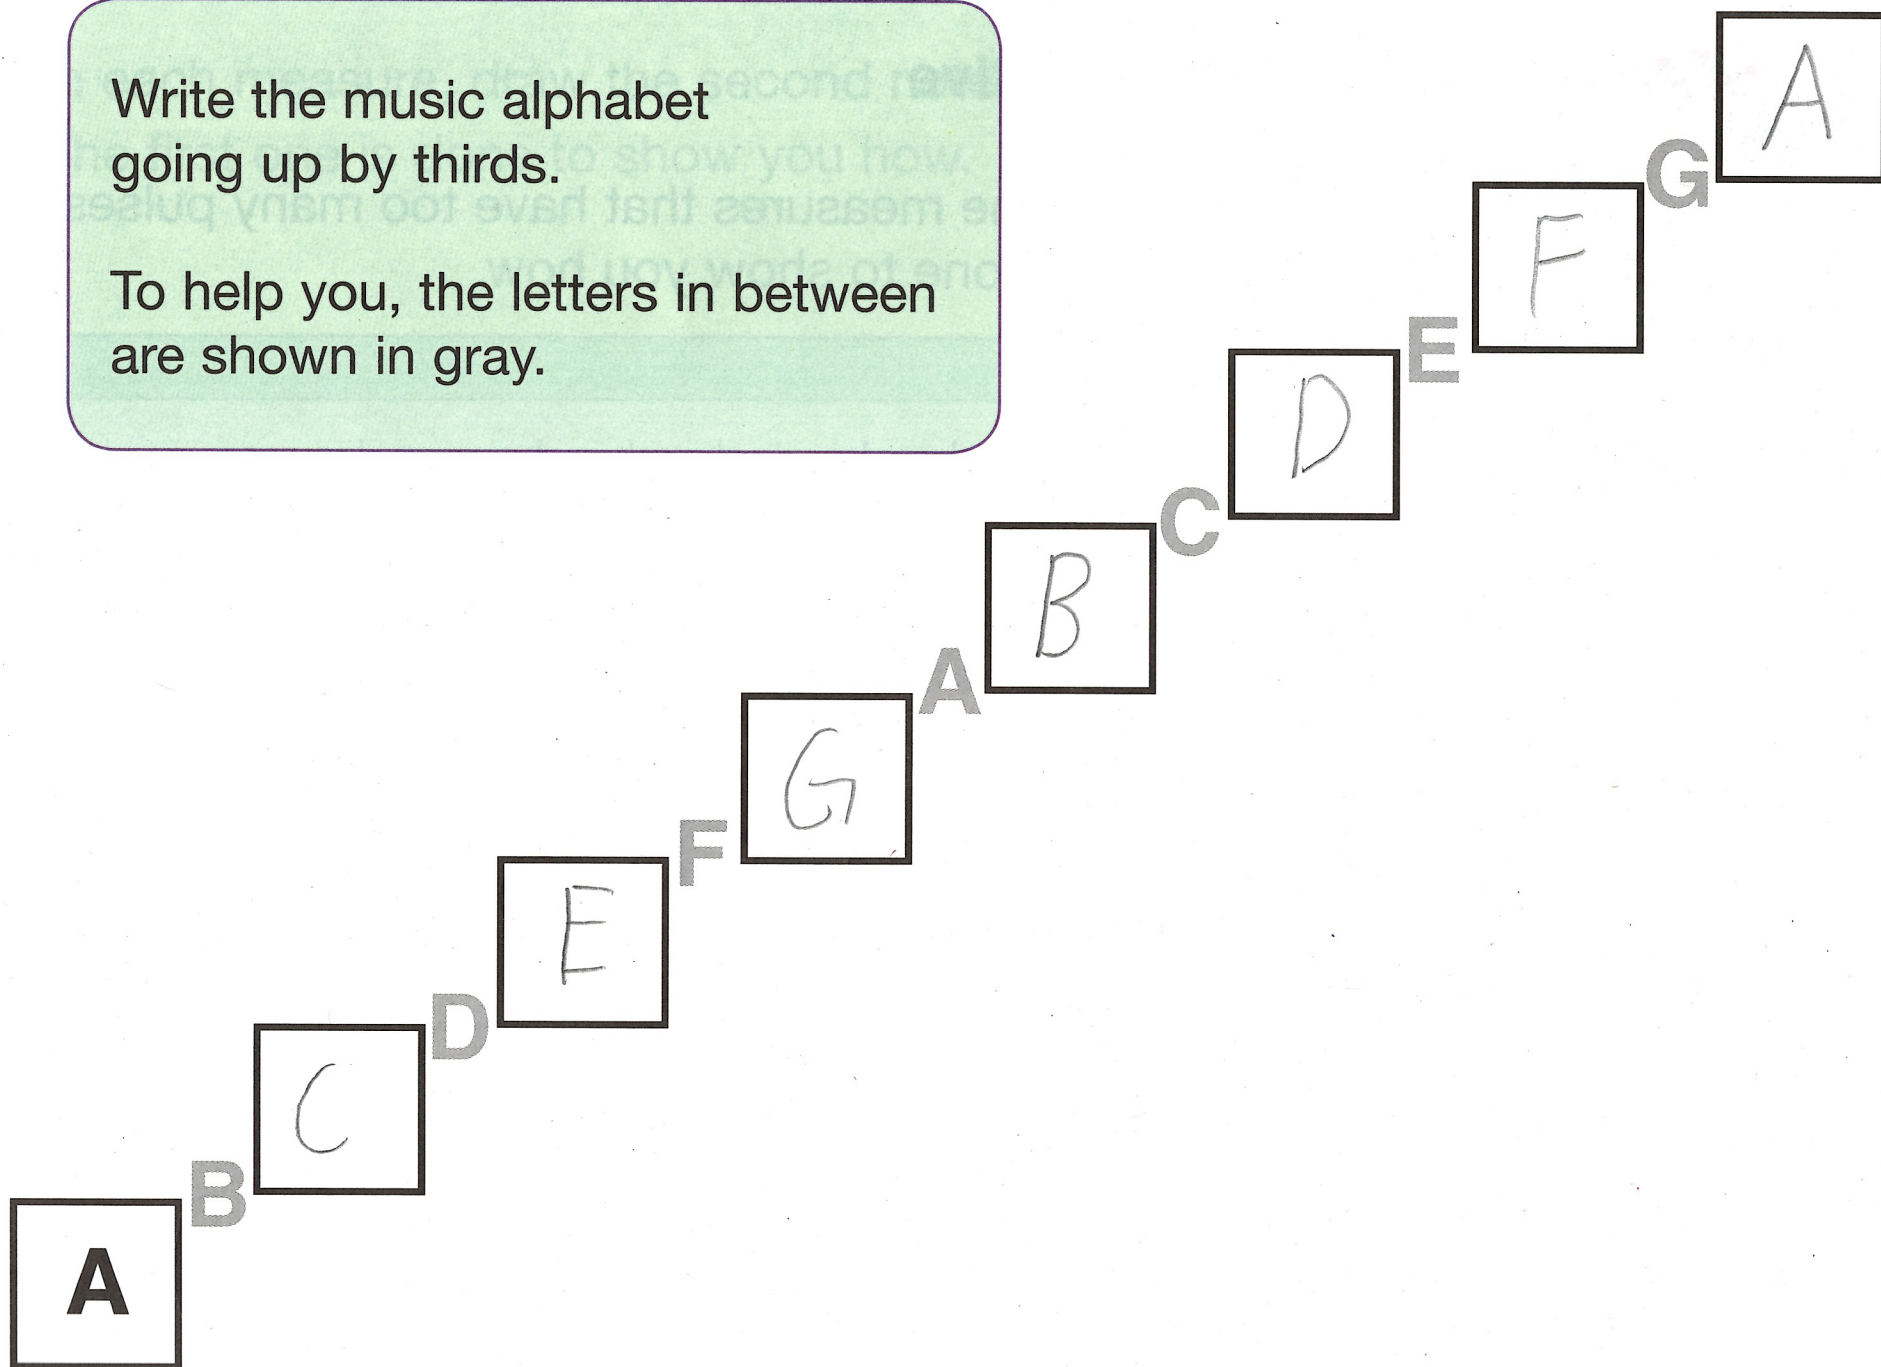 Write the music alphabet
going up by thirds.
To help you, the letters in between
are shown in gray.
A
G
F
E
D
C
B
A
G
F
E
D
C
B
A